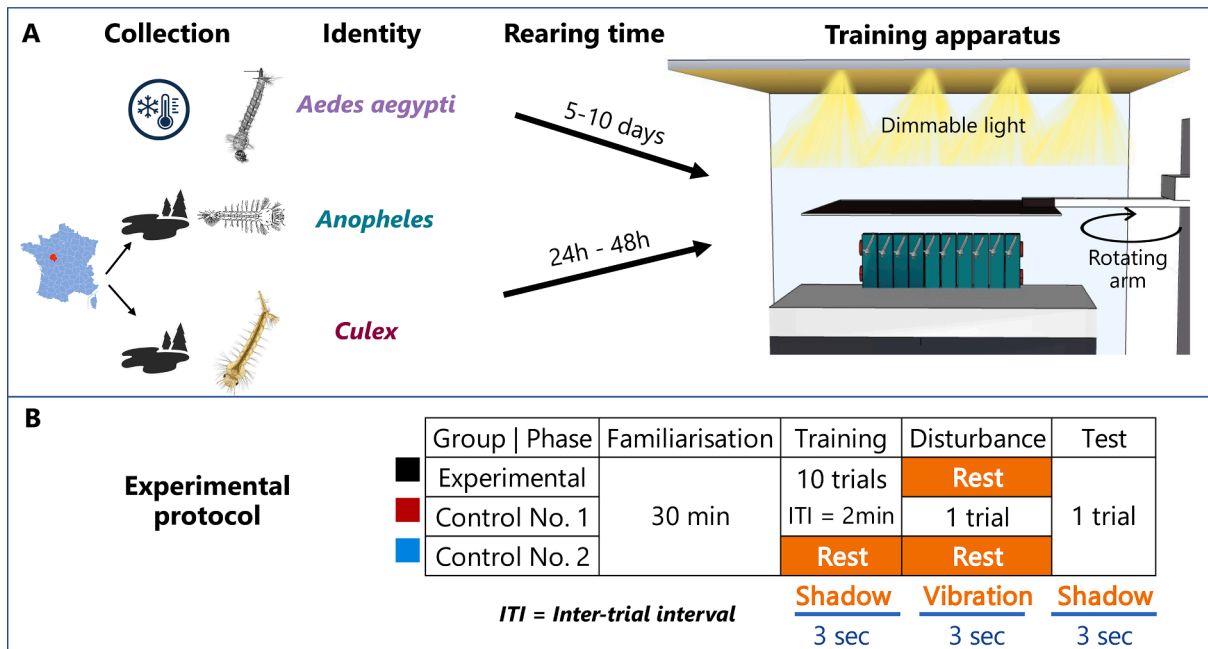 A
Collection
Identity
Rearing time
Training apparatus
Aedes aegypti
5-10 days
Dimmable light
Anopheles
24h - 48h
Rotating
arm
Culex
B
Experimental
protocol
Group | Phase Familiarisation Training Disturbance Test
Experimental 10 trials Rest
Control No. 1 30 min ITI = 2min 1 trial 1 trial
Control No. 2 Rest Rest
ITI = Inter-trial interval
Shadow Vibration Shadow
3 sec 3 sec 3 sec